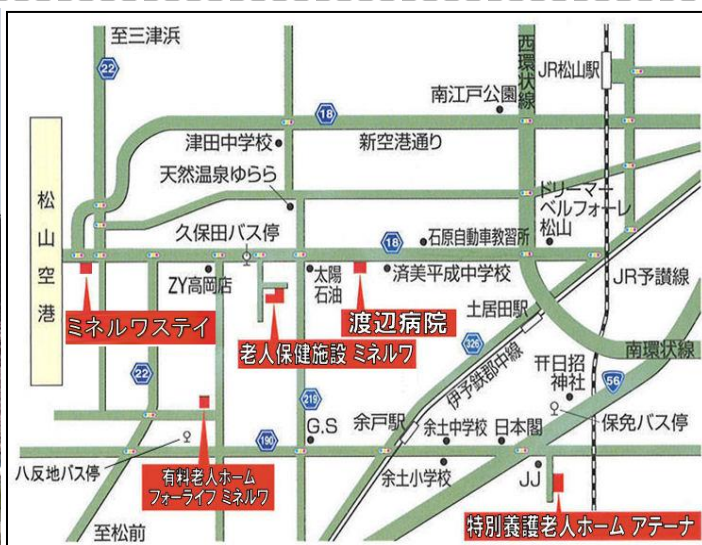 至三津浜
22
西環状線
JR松山駅
南江戸公園
18
新空港通り
津田中学校
天然温泉ゆらら
松山空港
久保田バス停
18
石原自動車教習所
ドリーマー
ベルフォーレ
松山
ZY高岡店
太陽
石油
済美平成中学校
JR予讃線
ミネルワステイ
老人保健施設 ミネルワ
渡辺病院
土居田駅
326
伊予鉄郡中線
南環状線
22
219
56
日招
神社
保免バス停
G.S
余戸駅
余土中学校
日本閣
190
八反地バス停
有料老人ホーム
フォーライフ ミネルワ
余土小学校
JJ
至松前
特別養護老人ホーム アテーナ